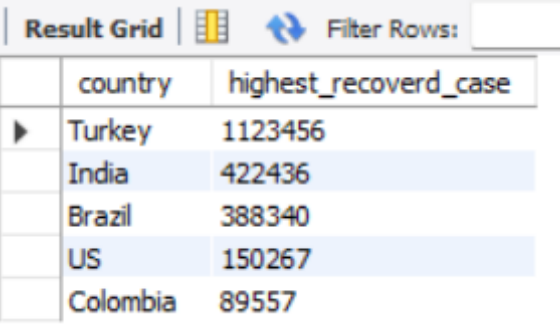 Result Grid Filter Rows:
country highest_recoverd_case
Turkey 1123456
India 422436
Brazil 388340
US 150267
Colombia 89557